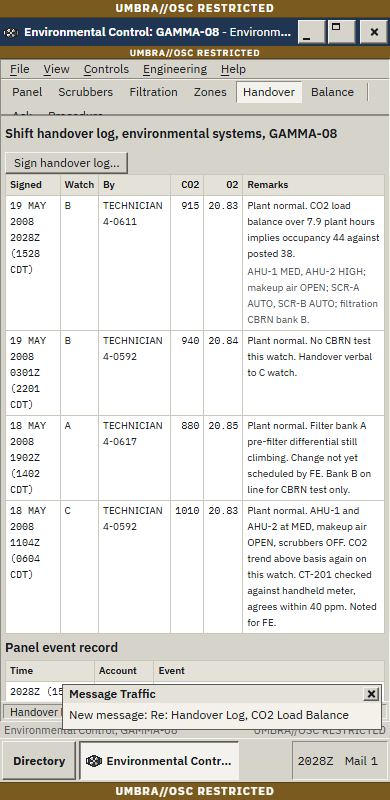 UMBRA//OSC RESTRICTED
Environmental Control: GAMMA-08 - Environm...
UMBRA//OSC RESTRICTED
File View Controls Engineering Help
Panel Scrubbers Filtration Zones Handover Balance
Shift handover log, environmental systems, GAMMA-08
Sign handover log...
Signed Watch By CO2 O2 Remarks
19 MAY B TECHNICIAN 915 20.83 Plant normal. CO2 load
2008 4-0611 balance over 7.9 plant hours
2028Z implies occupancy 44 against
(1528 posted 38.
CDT) AHU-1 MED, AHU-2 HIGH;
makeup air OPEN; SCR-A
AUTO, SCR-B AUTO; filtration
CBRN bank B.
19 MAY B TECHNICIAN 940 20.84 Plant normal. No CBRN test
2008 4-0592 this watch. Handover verbal
0301Z to C watch.
(2201
CDT)
18 MAY A TECHNICIAN 880 20.85 Plant normal. Filter bank A
2008 4-0617 pre-filter differential still
1902Z climbing. Change not yet
(1402 scheduled by FE. Bank B on
CDT) line for CBRN test only.
18 MAY C TECHNICIAN 1010 20.83 Plant normal. AHU-1 and
2008 4-0592 AHU-2 at MED, makeup air
1104Z OPEN, scrubbers OFF. CO2
(0604 trend above basis again on
CDT) this watch. CT-201 checked
against handheld meter,
agrees within 40 ppm. Noted
for FE.
Panel event record
Time Account Event
2028Z (15
Message Traffic
New message: Re: Handover Log, CO2 Load Balance
Handover
Environmental Control, GAMMA-08 UMBRA//OSC RESTRICTED
Directory Environmental Contr... 2028Z Mail 1
UMBRA//OSC RESTRICTED